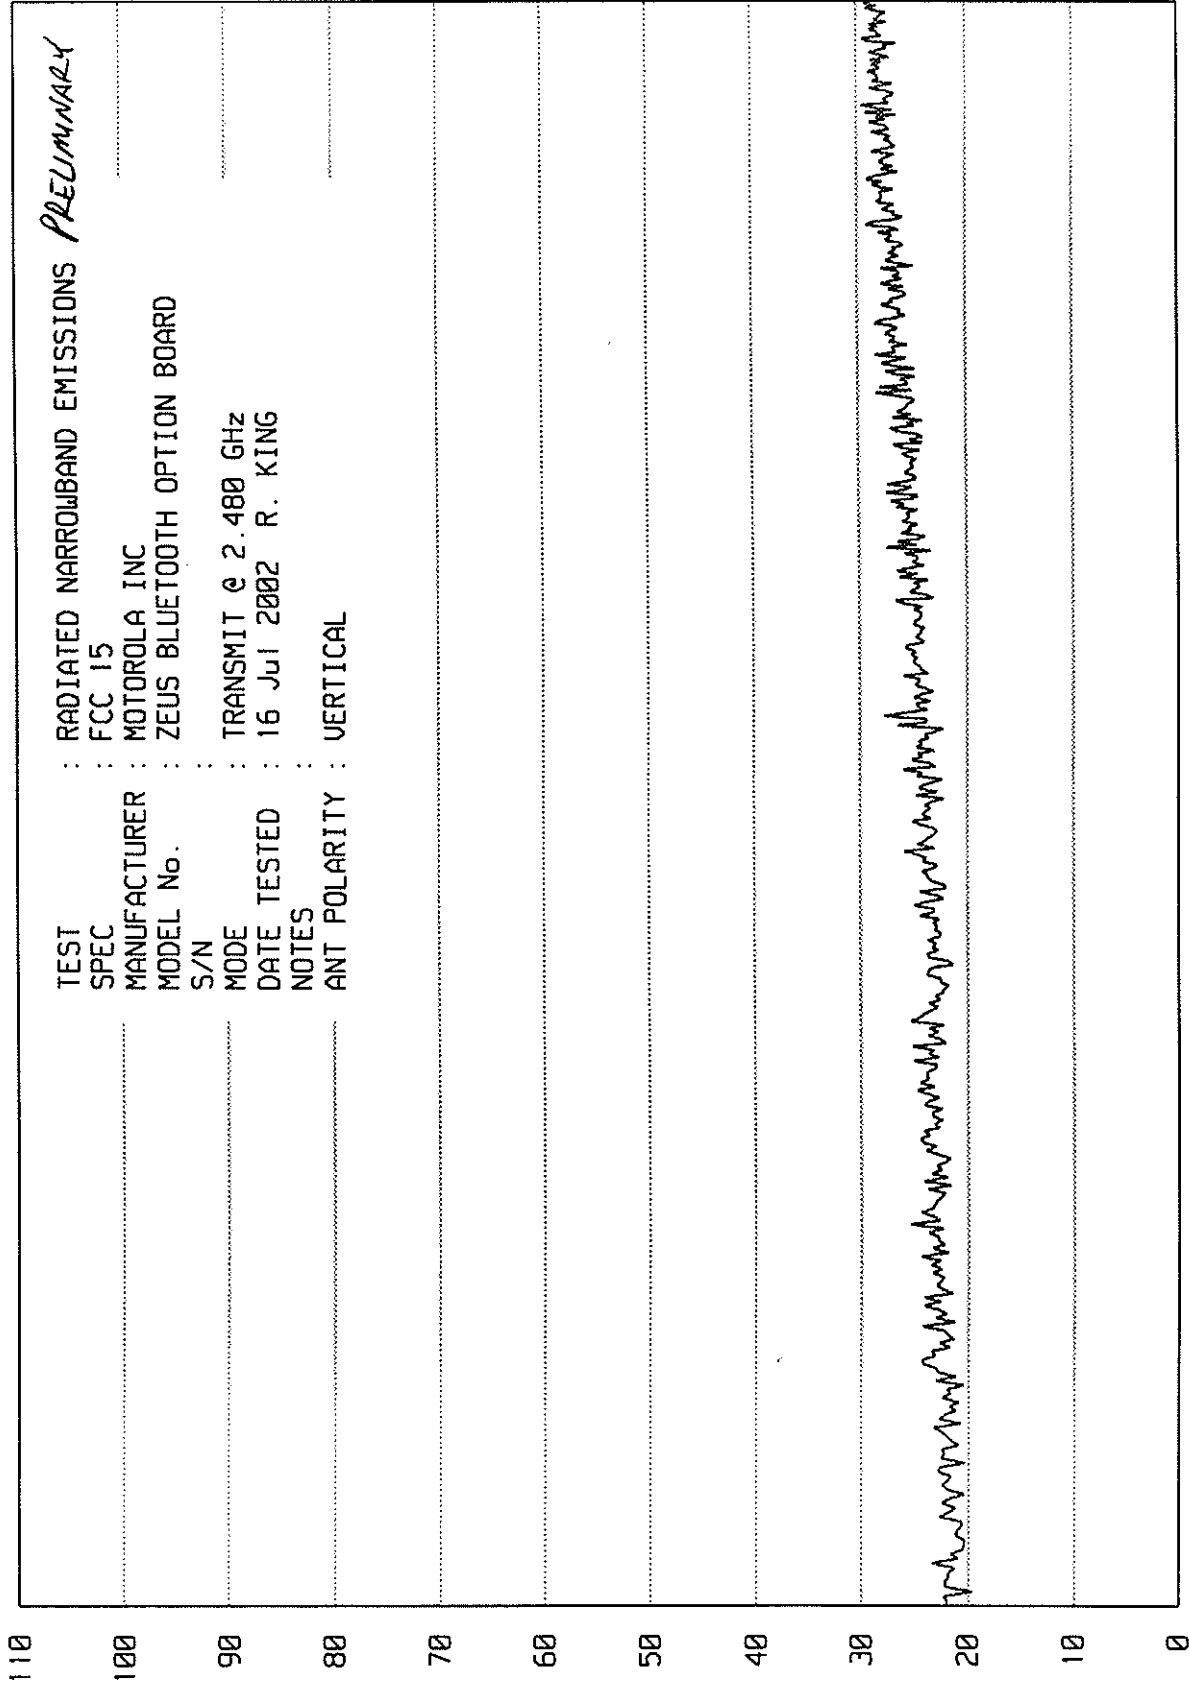 TEST : RADIATED NARROWBAND EMISSIONS PRELIMINARY
SPEC : FCC 15
MANUFACTURER : MOTOROLA INC
MODEL No. : ZEUS BLUETOOTH OPTION BOARD
S/N :
MODE : TRANSMIT @ 2.480 GHz
DATE TESTED : 16 Jul 2002 R. KING
NOTES :
ANT POLARITY : VERTICAL
110
100
90
80
70
60
50
40
30
20
10
0